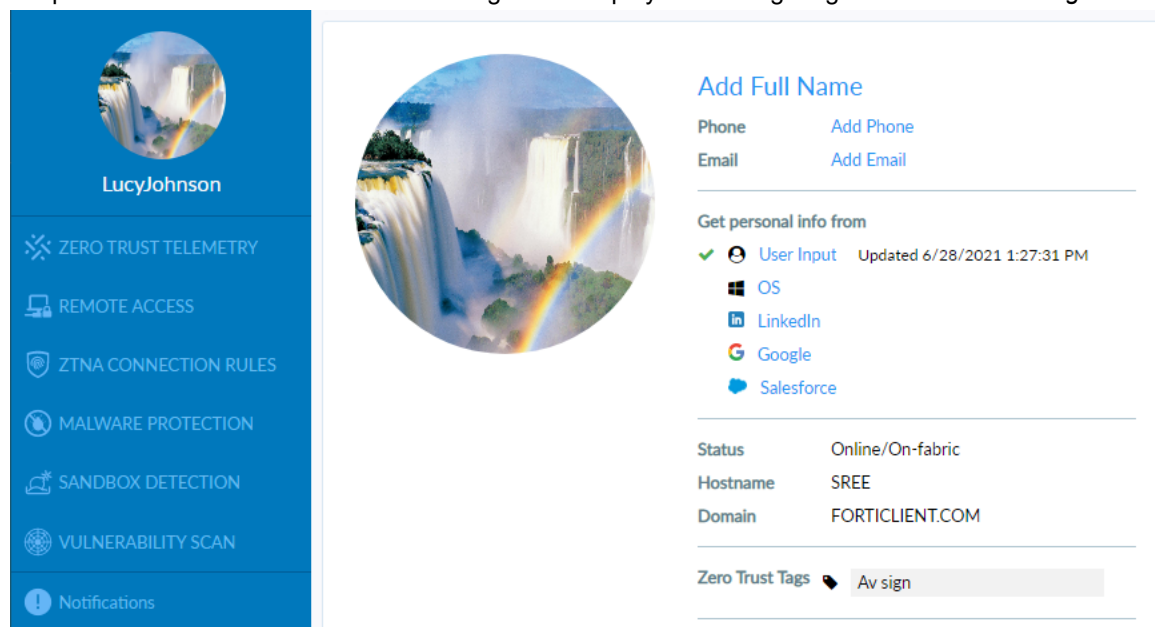 LucyJohnson
ZERO TRUST TELEMETRY
REMOTE ACCESS
ZTNA CONNECTION RULES
MALWARE PROTECTION
SANDBOX DETECTION
VULNERABILITY SCAN
Notifications
Add Full Name
Phone Add Phone
Email Add Email
Get personal info from
User Input Updated 6/28/2021 1:27:31 PM
OS
in LinkedIn
G Google
Salesforce
Status Online/On-fabric
Hostname SREE
Domain FORTICLIENT.COM
Zero Trust Tags Av sign